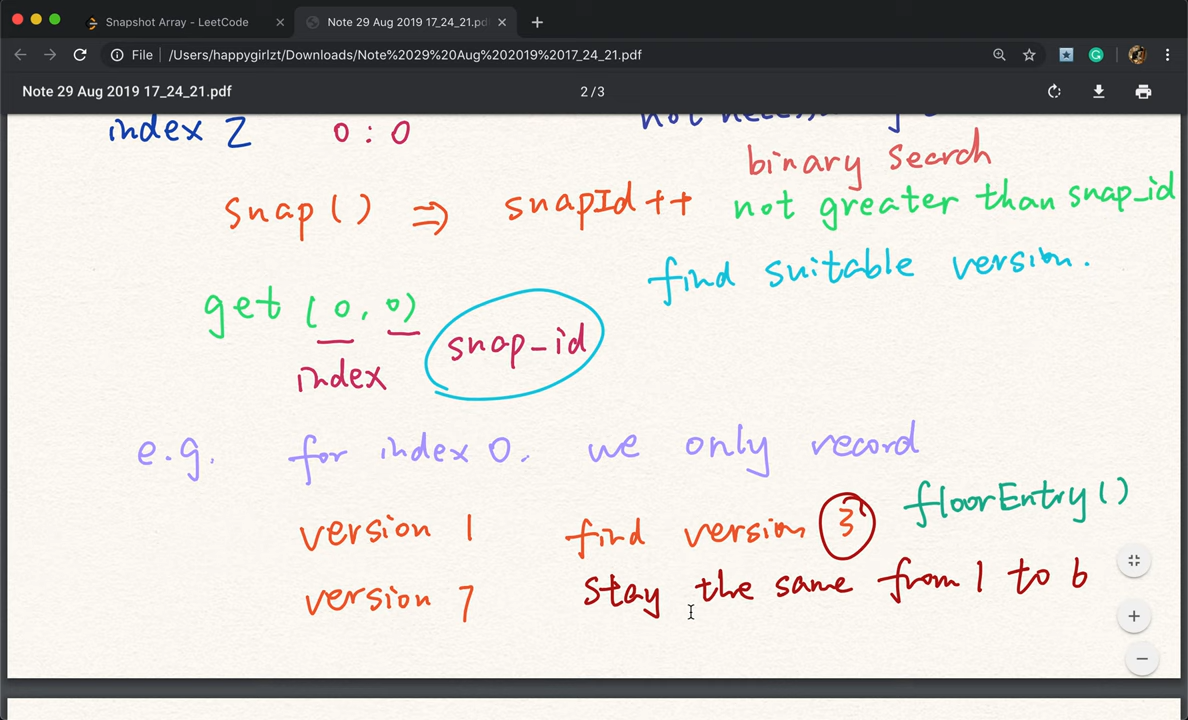 Snapshot Array - LeetCode
Note 29 Aug 2019 17_24_21.pd
File | /Users/happygirlzt/Downloads/Note%2029%20Aug%202019%2017_24_21.pdf
Note 29 Aug 2019 17_24_21.pdf
2/3
index 2 0 : 0
not
binary search
snap() ⇒ snapId++ not greater than snap_id
find suitable version.
get (0, 0)
snap_id
index
e.g. for index 0. we only record
floorEntry()
version 1 find version 3
version 7 stay the same from 1 to 6